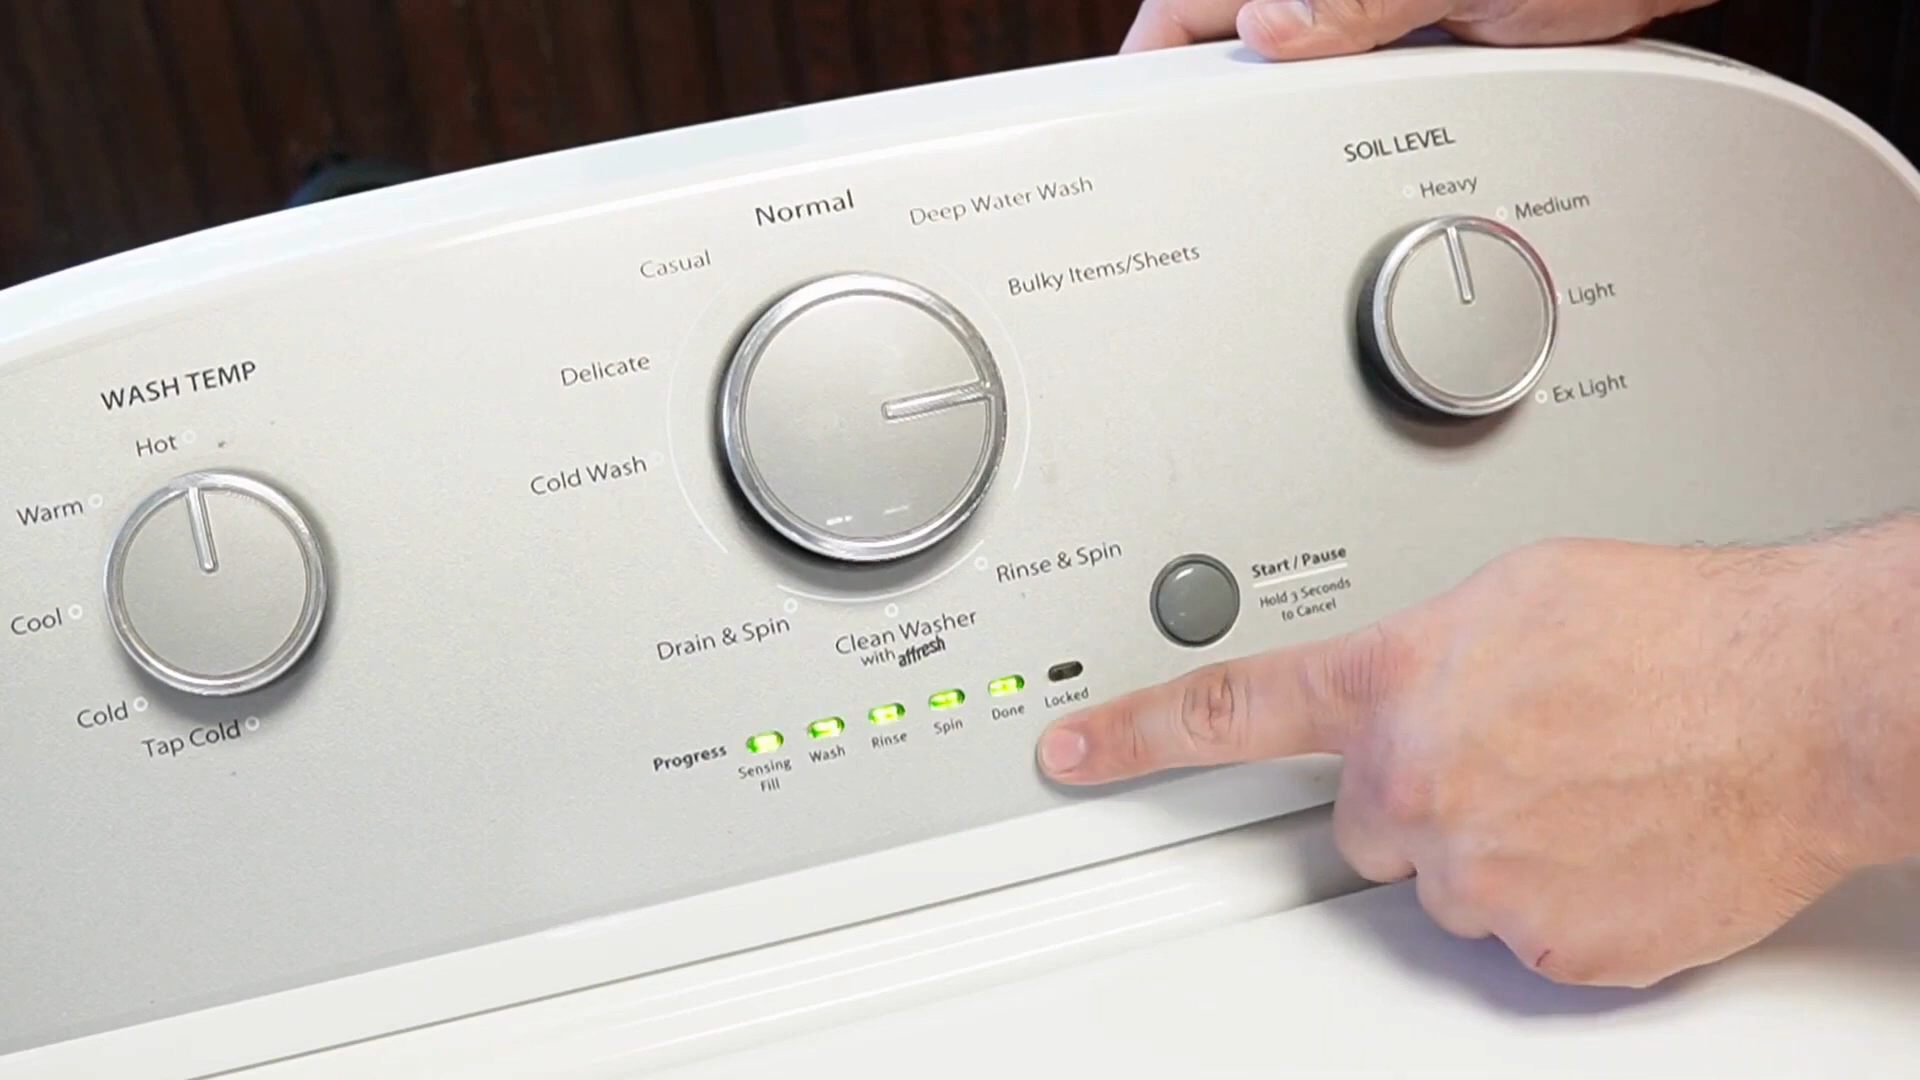 WASH TEMP
Hot
Warm
Cool
Cold
Tap Cold
Normal
Casual
Delicate
Cold Wash
Drain & Spin
Clean Washer
with affresh
Rinse & Spin
Bulky Items/Sheets
Deep Water Wash
SOIL LEVEL
Heavy
Medium
Light
Ex Light
Start / Pause
Hold 3 Seconds
to Cancel
Progress
Sensing
Fill
Wash
Rinse
Spin
Done
Locked